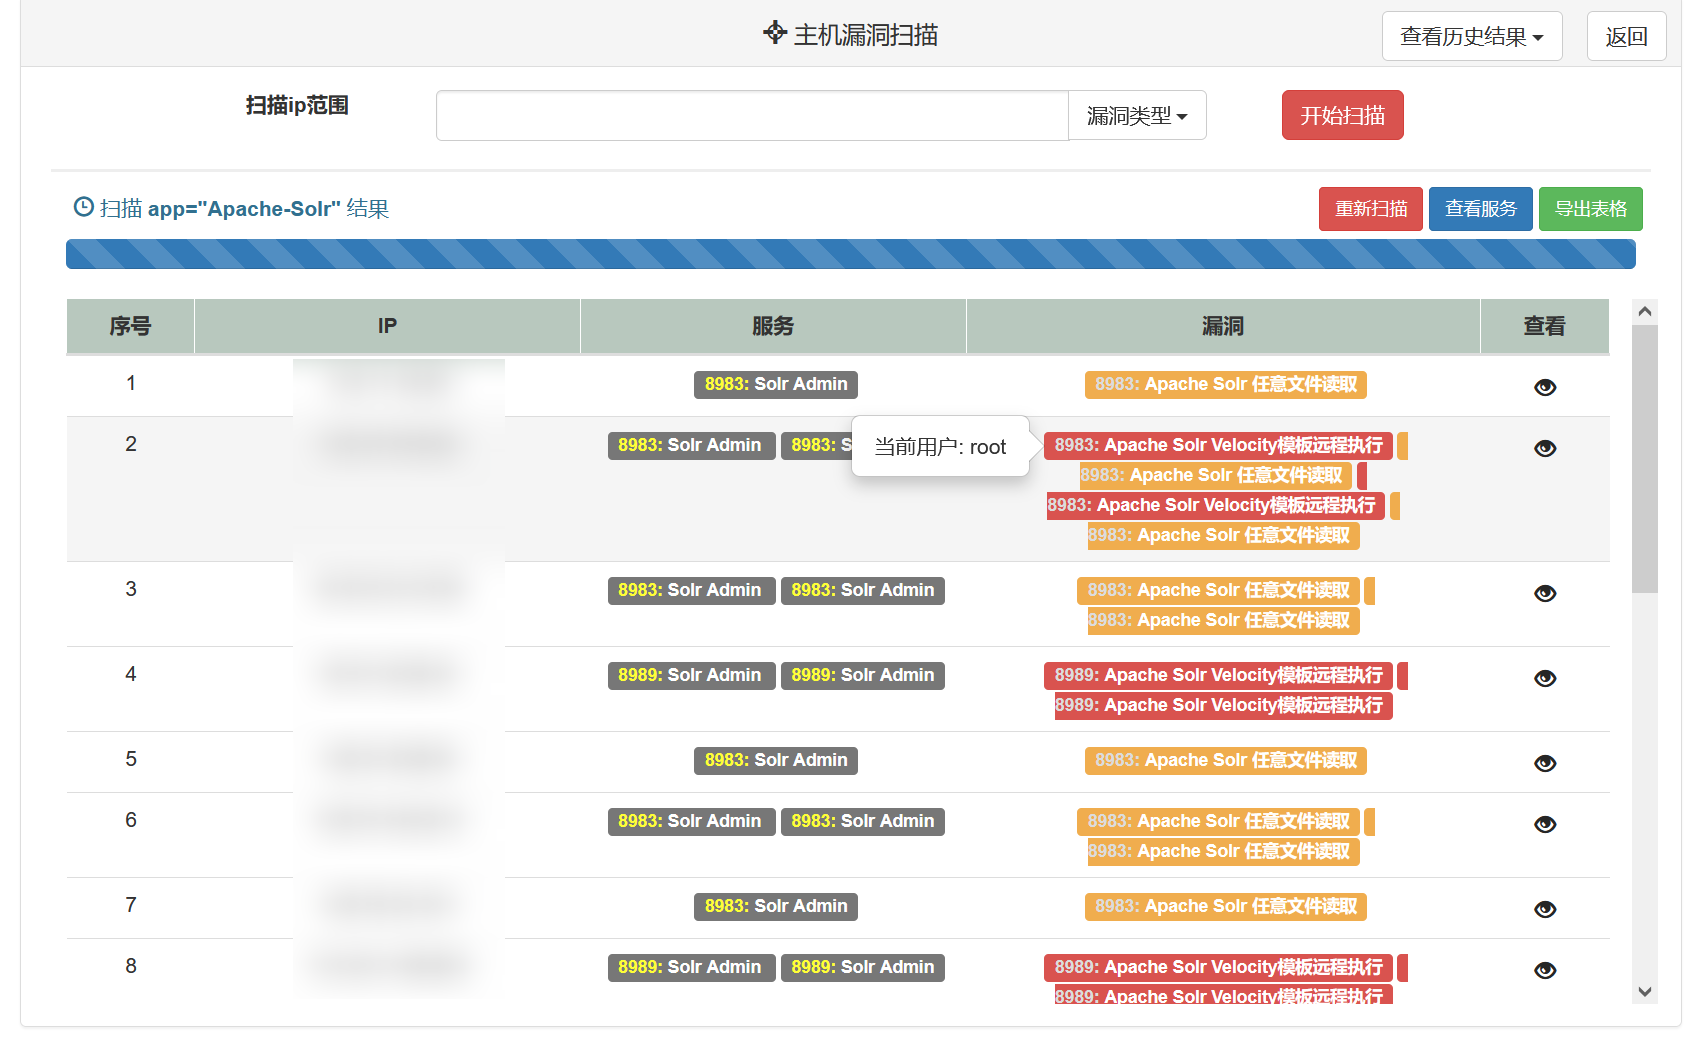 主机漏洞扫描
查看历史结果
返回
扫描ip范围
漏洞类型
开始扫描
扫描 app="Apache-Solr" 结果
重新扫描 查看服务 导出表格
序号 IP 服务 漏洞 查看
1 8983: Solr Admin 8983: Apache Solr 任意文件读取
2 8983: Solr Admin 8983: S 当前用户: root 8983: Apache Solr Velocity模板远程执行
8983: Apache Solr 任意文件读取
8983: Apache Solr Velocity模板远程执行
8983: Apache Solr 任意文件读取
3 8983: Solr Admin 8983: Solr Admin 8983: Apache Solr 任意文件读取
8983: Apache Solr 任意文件读取
4 8989: Solr Admin 8989: Solr Admin 8989: Apache Solr Velocity模板远程执行
8989: Apache Solr Velocity模板远程执行
5 8983: Solr Admin 8983: Apache Solr 任意文件读取
6 8983: Solr Admin 8983: Solr Admin 8983: Apache Solr 任意文件读取
8983: Apache Solr 任意文件读取
7 8983: Solr Admin 8983: Apache Solr 任意文件读取
8 8989: Solr Admin 8989: Solr Admin 8989: Apache Solr Velocity模板远程执行
8989: Apache Solr Velocity模板远程执行